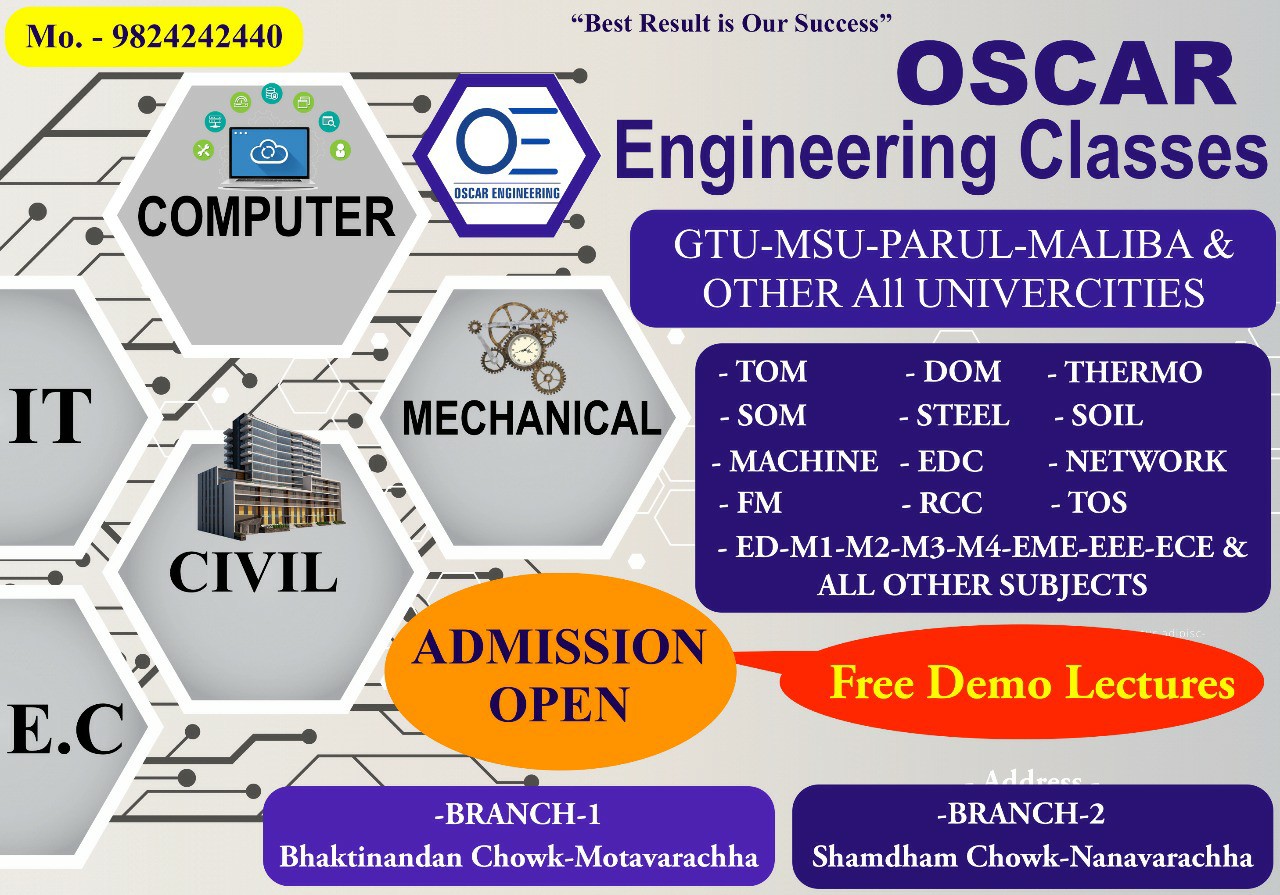 Mo. - 9824242440
“Best Result is Our Success”
OSCAR
Engineering Classes
OE
OSCAR ENGINEERING
COMPUTER
GTU-MSU-PARUL-MALIBA &
OTHER All UNIVERCITIES
IT
MECHANICAL
- TOM - DOM - THERMO
- SOM - STEEL - SOIL
- MACHINE - EDC - NETWORK
- FM - RCC - TOS
- ED-M1-M2-M3-M4-EME-EEE-ECE &
ALL OTHER SUBJECTS
CIVIL
ADMISSION
OPEN
Free Demo Lectures
E.C
- Address -
-BRANCH-1
Bhaktinandan Chowk-Motavarachha
-BRANCH-2
Shamdham Chowk-Nanavarachha